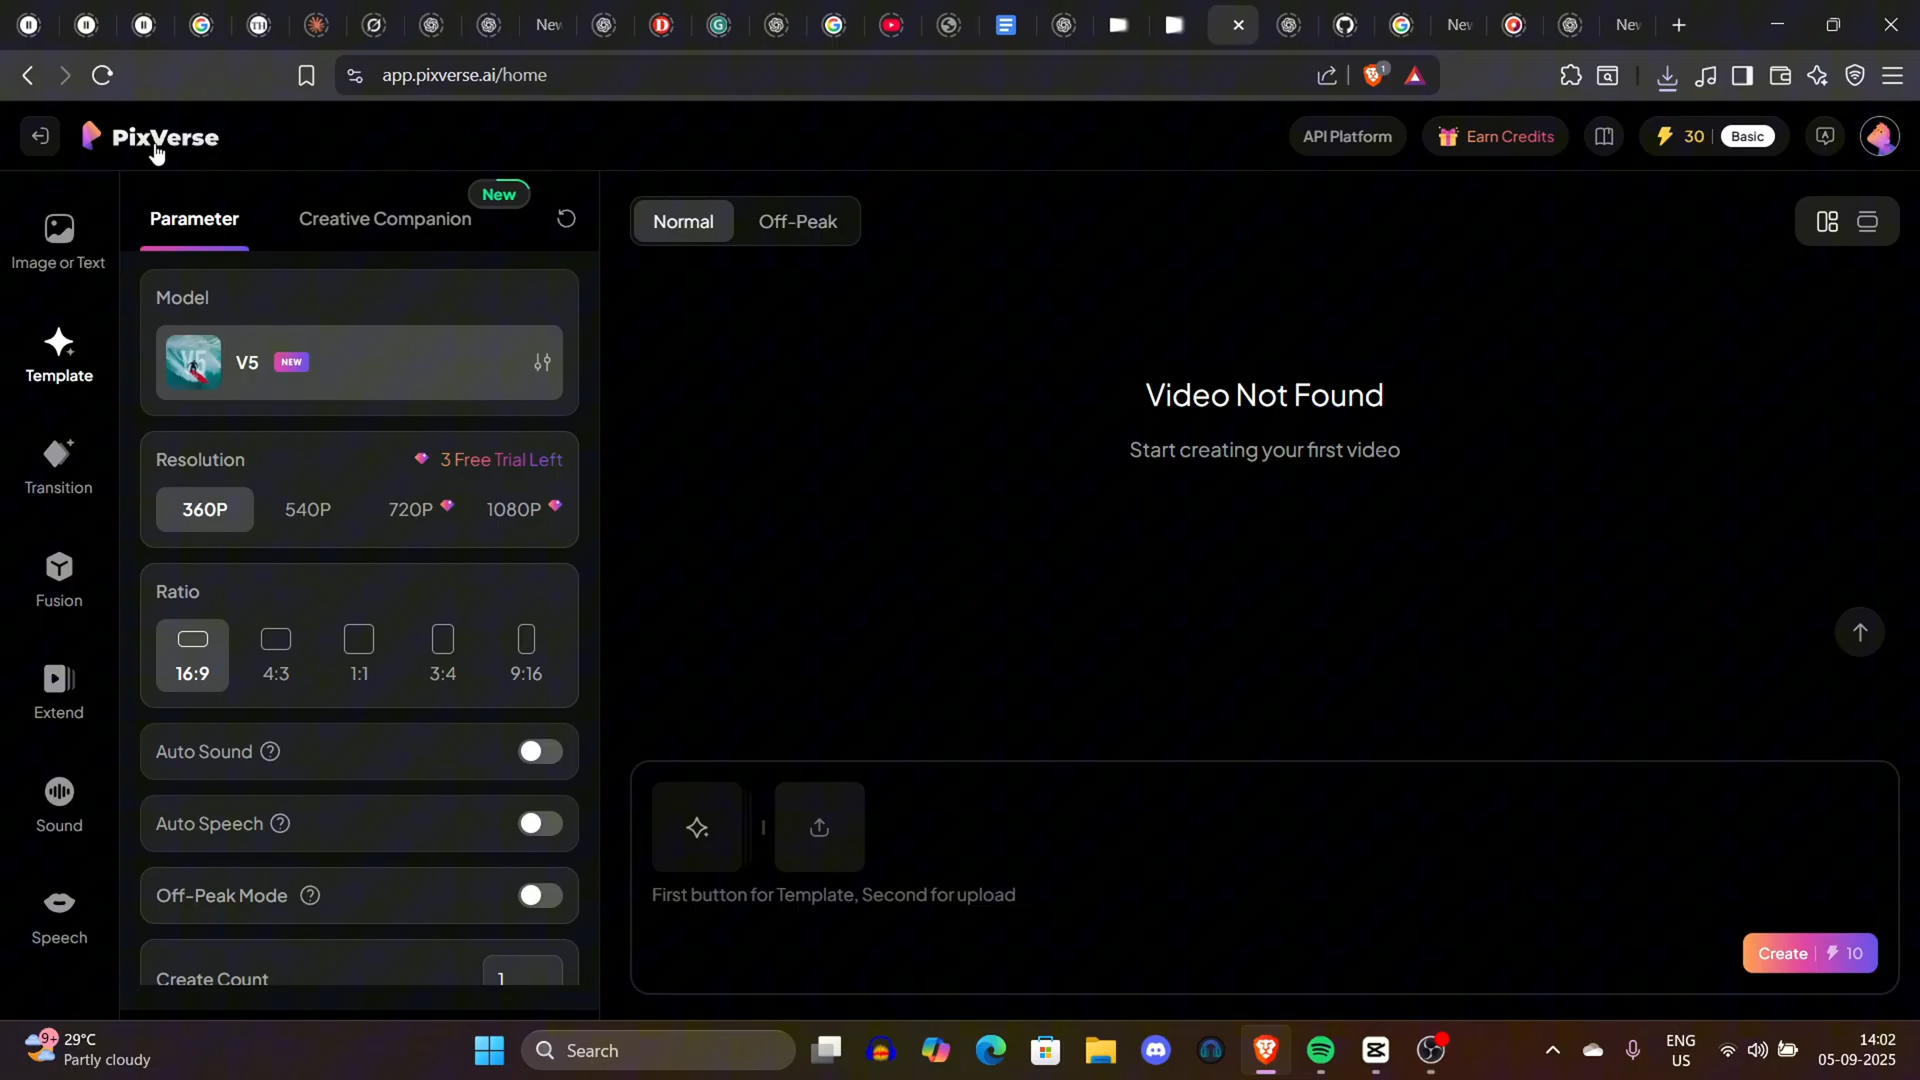 New
New
New
app.pixverse.ai/home
1
PixVerse
API Platform
Earn Credits
30
Basic
Image or Text
Template
Transition
Fusion
Extend
Sound
Speech
Parameter
Creative Companion
New
Model
V5
V5 NEW
Resolution
3 Free Trial Left
360P
540P
720P
1080P
Ratio
16:9
4:3
1:1
3:4
9:16
Auto Sound
Auto Speech
Off-Peak Mode
Create Count
1
Normal
Off-Peak
Video Not Found
Start creating your first video
First button for Template, Second for upload
Create
10
9+
29°C
Partly cloudy
Search
ENG
US
14:02
05-09-2025